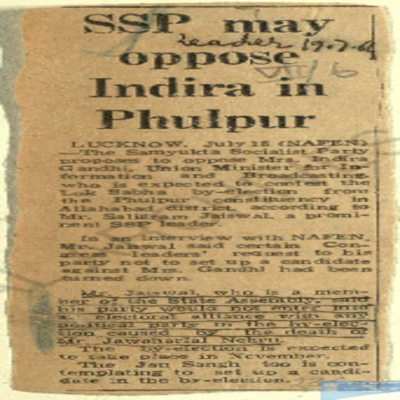 SSP may
Leader 19.7.64
oppose
VII/6
Indira in
Phulpur
LUCKNOW, July 18 (NAFEN)
—The Samyukta Socialist Party
proposes to oppose Mrs. Indira
Gandhi, Union Minister for In-
formation and Broadcasting,
who is expected to contest the
Lok Sabha by-election from
the Phulpur constituency in
Allahabad district, according to
Mr. Saligram Jaiswal, a promi-
nent SSP leader.
In an interview with NAFEN,
Mr. Jaiswal said certain Con-
gress leaders' request to his
party not to set up a candidate
against Mrs. Gandhi had been
turned down.
Mr. Jaiswal, who is a mem-
ber of the State Assembly, said
his party would not enter into
electoral alliance with any
political party in the by-elec-
tion caused by the death of
Mr. Jawaharlal Nehru.
The by-election is expected
to take place in November.
The Jan Sangh too is con-
templating to set up a candi-
date in the by-election.